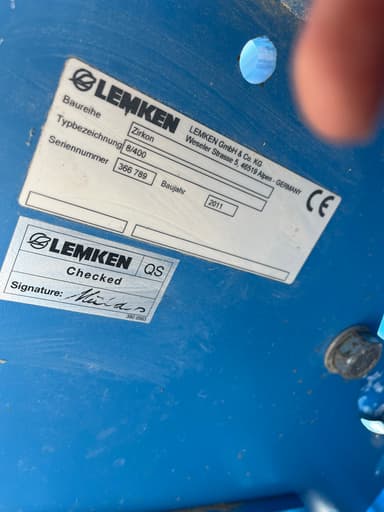 LEMKEN
LEMKEN GmbH & Co. KG
Weseler Strasse 5, 46519 Alpen - GERMANY
Baureihe Zirkon
Typbezeichnung 8/400
Seriennummer 366 789 Baujahr 2011
CE
LEMKEN QS
Checked
Signature: